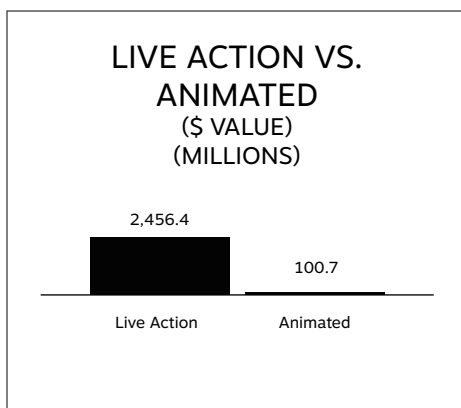 LIVE ACTION VS.
ANIMATED
($ VALUE)
(MILLIONS)
2,456.4
100.7
Live Action
Animated